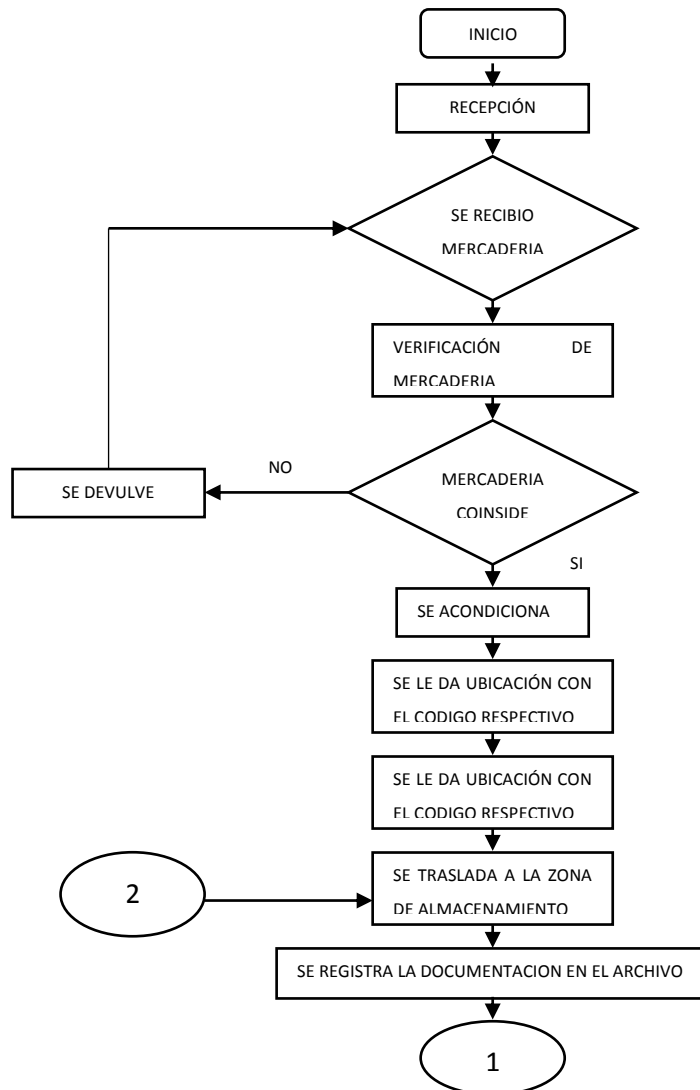 INICIO
RECEPCIÓN
SE RECIBIO
MERCADERIA
VERIFICACIÓN DE
MERCADERIA
MERCADERIA
COINSIDE
NO
SE DEVULVE
SI
SE ACONDICIONA
SE LE DA UBICACIÓN CON
EL CODIGO RESPECTIVO
SE LE DA UBICACIÓN CON
EL CODIGO RESPECTIVO
2
SE TRASLADA A LA ZONA
DE ALMACENAMIENTO
SE REGISTRA LA DOCUMENTACION EN EL ARCHIVO
1